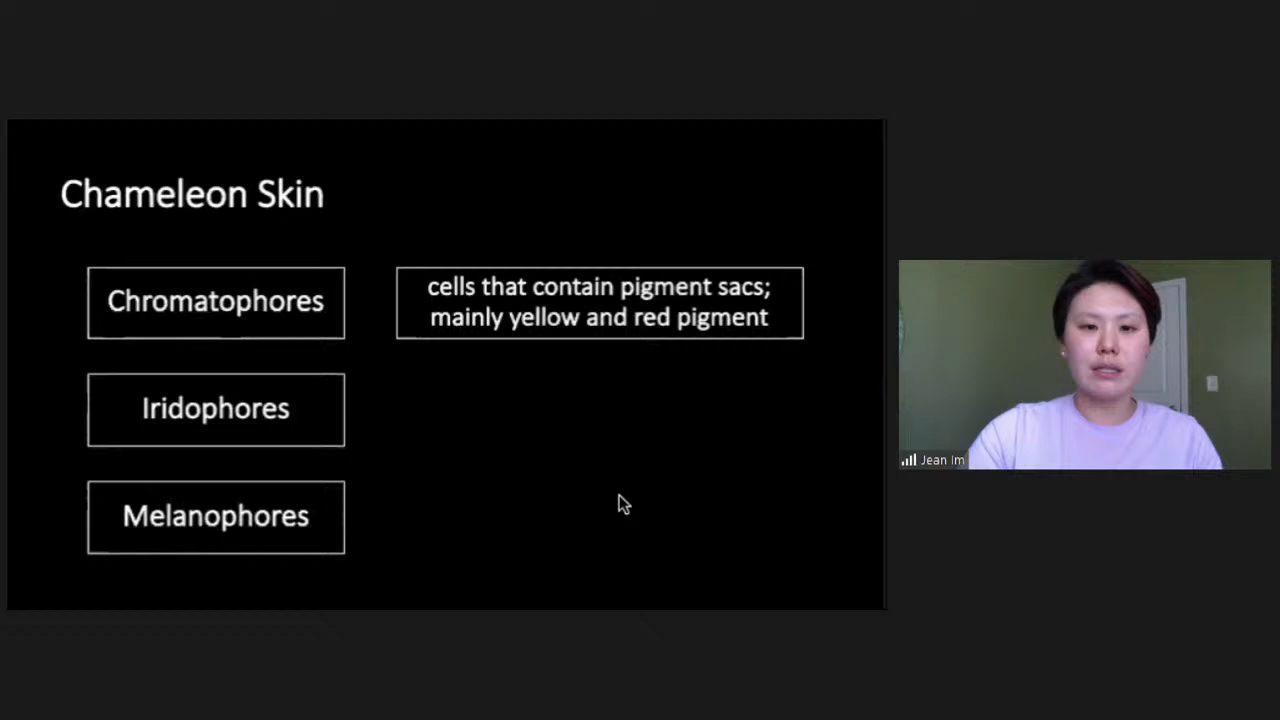 Chameleon Skin
Chromatophores
cells that contain pigment sacs;
mainly yellow and red pigment
Iridophores
Melanophores
Jean Im